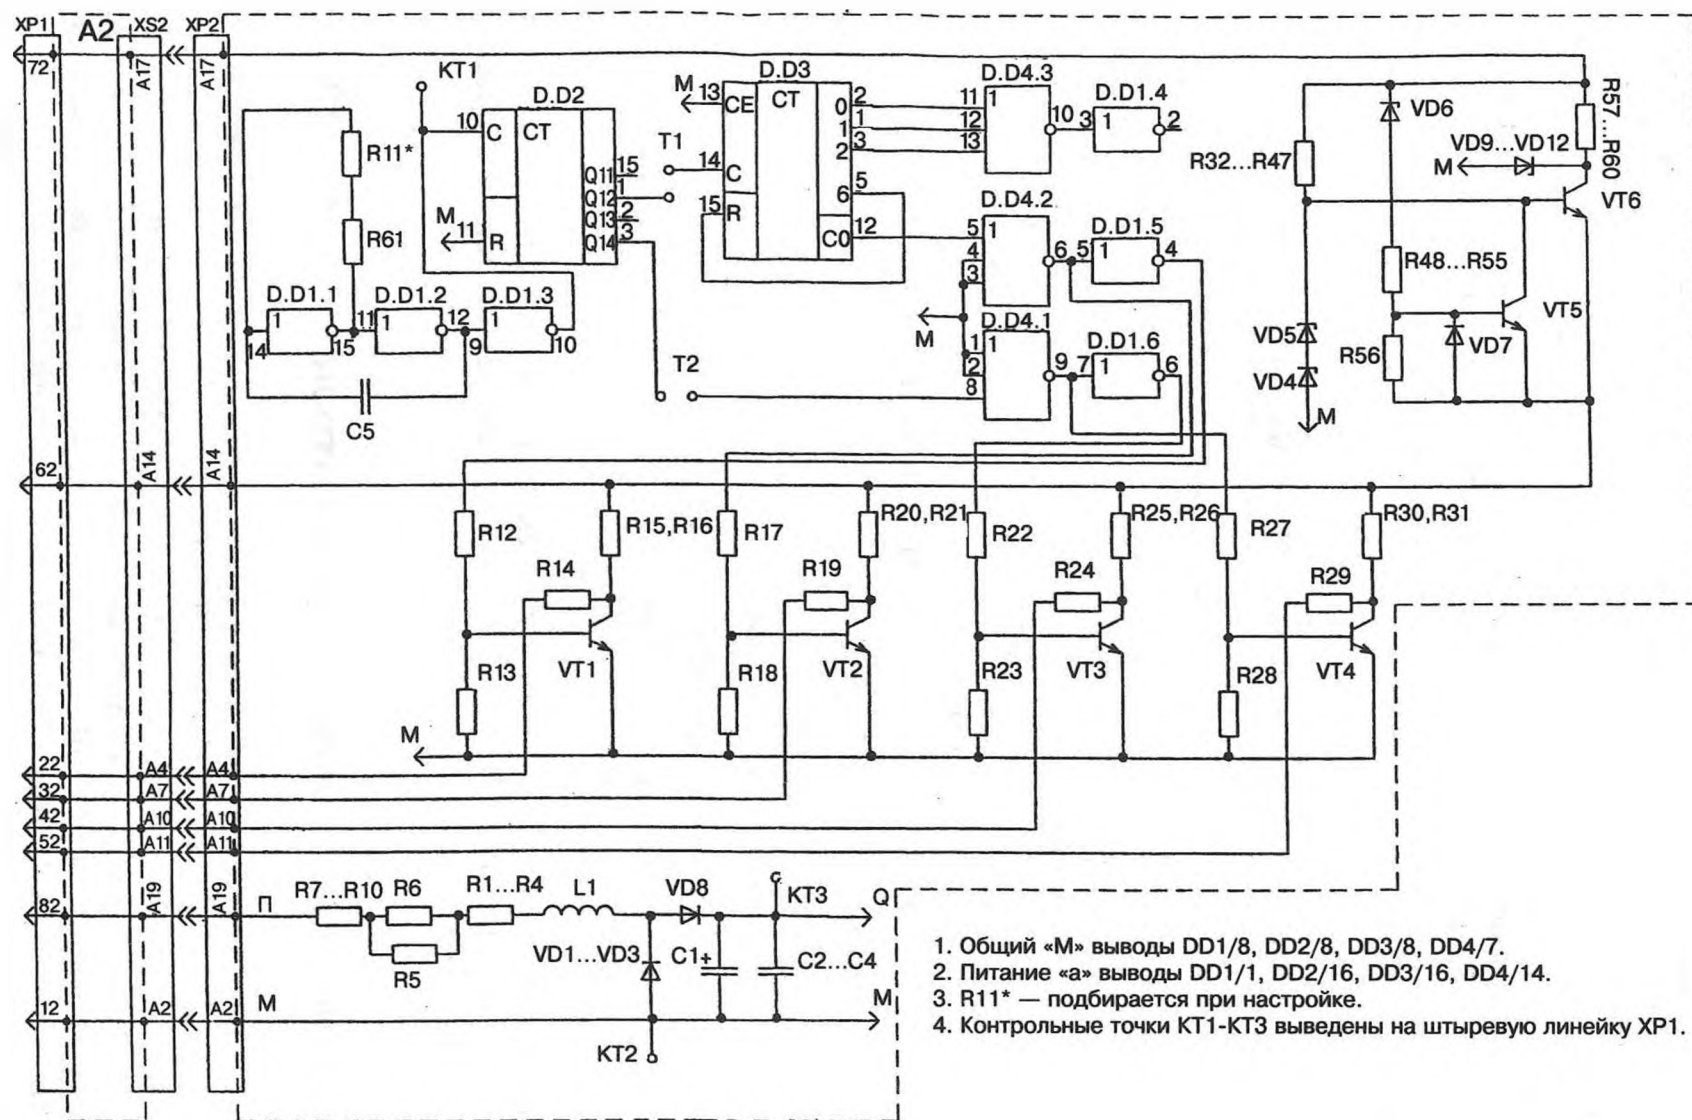 XP1 A2 XS2 XP2
72 A17 A17
KT1
D.D2
10 C CT
Q11 15
Q12 1
Q13 2
Q14 3
M 11 R
R11*
R61
D.D1.1
1
14 15
D.D1.2
11 1 12
D.D1.3
9 1 10
C5
T1
T2
D.D3
M 13 CE CT
14 C
15 R
0 2
1 1
2 3
6 5
C0 12
D.D4.3
11 1
12
13
10
D.D1.4
3 1 2
D.D4.2
5 1
4
3
6
D.D1.5
5 1 4
M
D.D4.1
1 1
2
8
9
D.D1.6
7 1 6
VD6
R57...R60
VD9...VD12
M
R32...R47
VT6
R48...R55
VT5
VD5
VD7
R56
VD4
M
62 A14 A14
R12 R15,R16 R17 R20,R21 R22 R25,R26 R27 R30,R31
R14 R19 R24 R29
R13 VT1 R18 VT2 R23 VT3 R28 VT4
M
22 A4 A4
32 A7 A7
42 A10 A10
52 A11 A11
82 A19 A19 П
R7...R10 R6 R1...R4 L1 VD8 KT3 Q
R5 VD1...VD3 C1+ C2...C4
12 A2 A2 M M
KT2
1. Общий «М» выводы DD1/8, DD2/8, DD3/8, DD4/7.
2. Питание «а» выводы DD1/1, DD2/16, DD3/16, DD4/14.
3. R11* — подбирается при настройке.
4. Контрольные точки КТ1-КТ3 выведены на штыревую линейку ХР1.